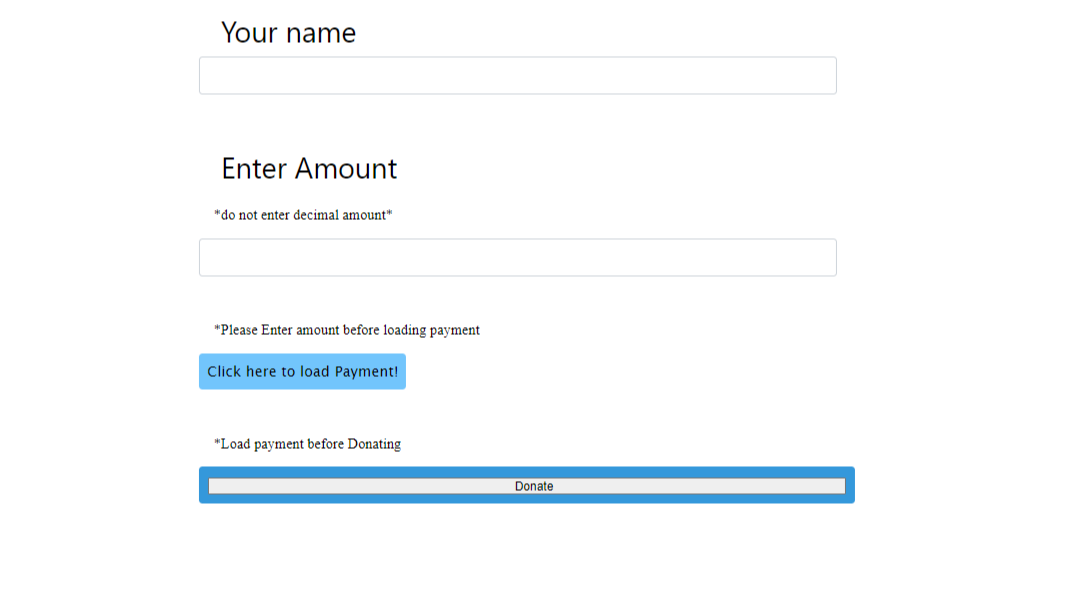 Your name
Enter Amount
*do not enter decimal amount*
*Please Enter amount before loading payment
Click here to load Payment!
*Load payment before Donating
Donate